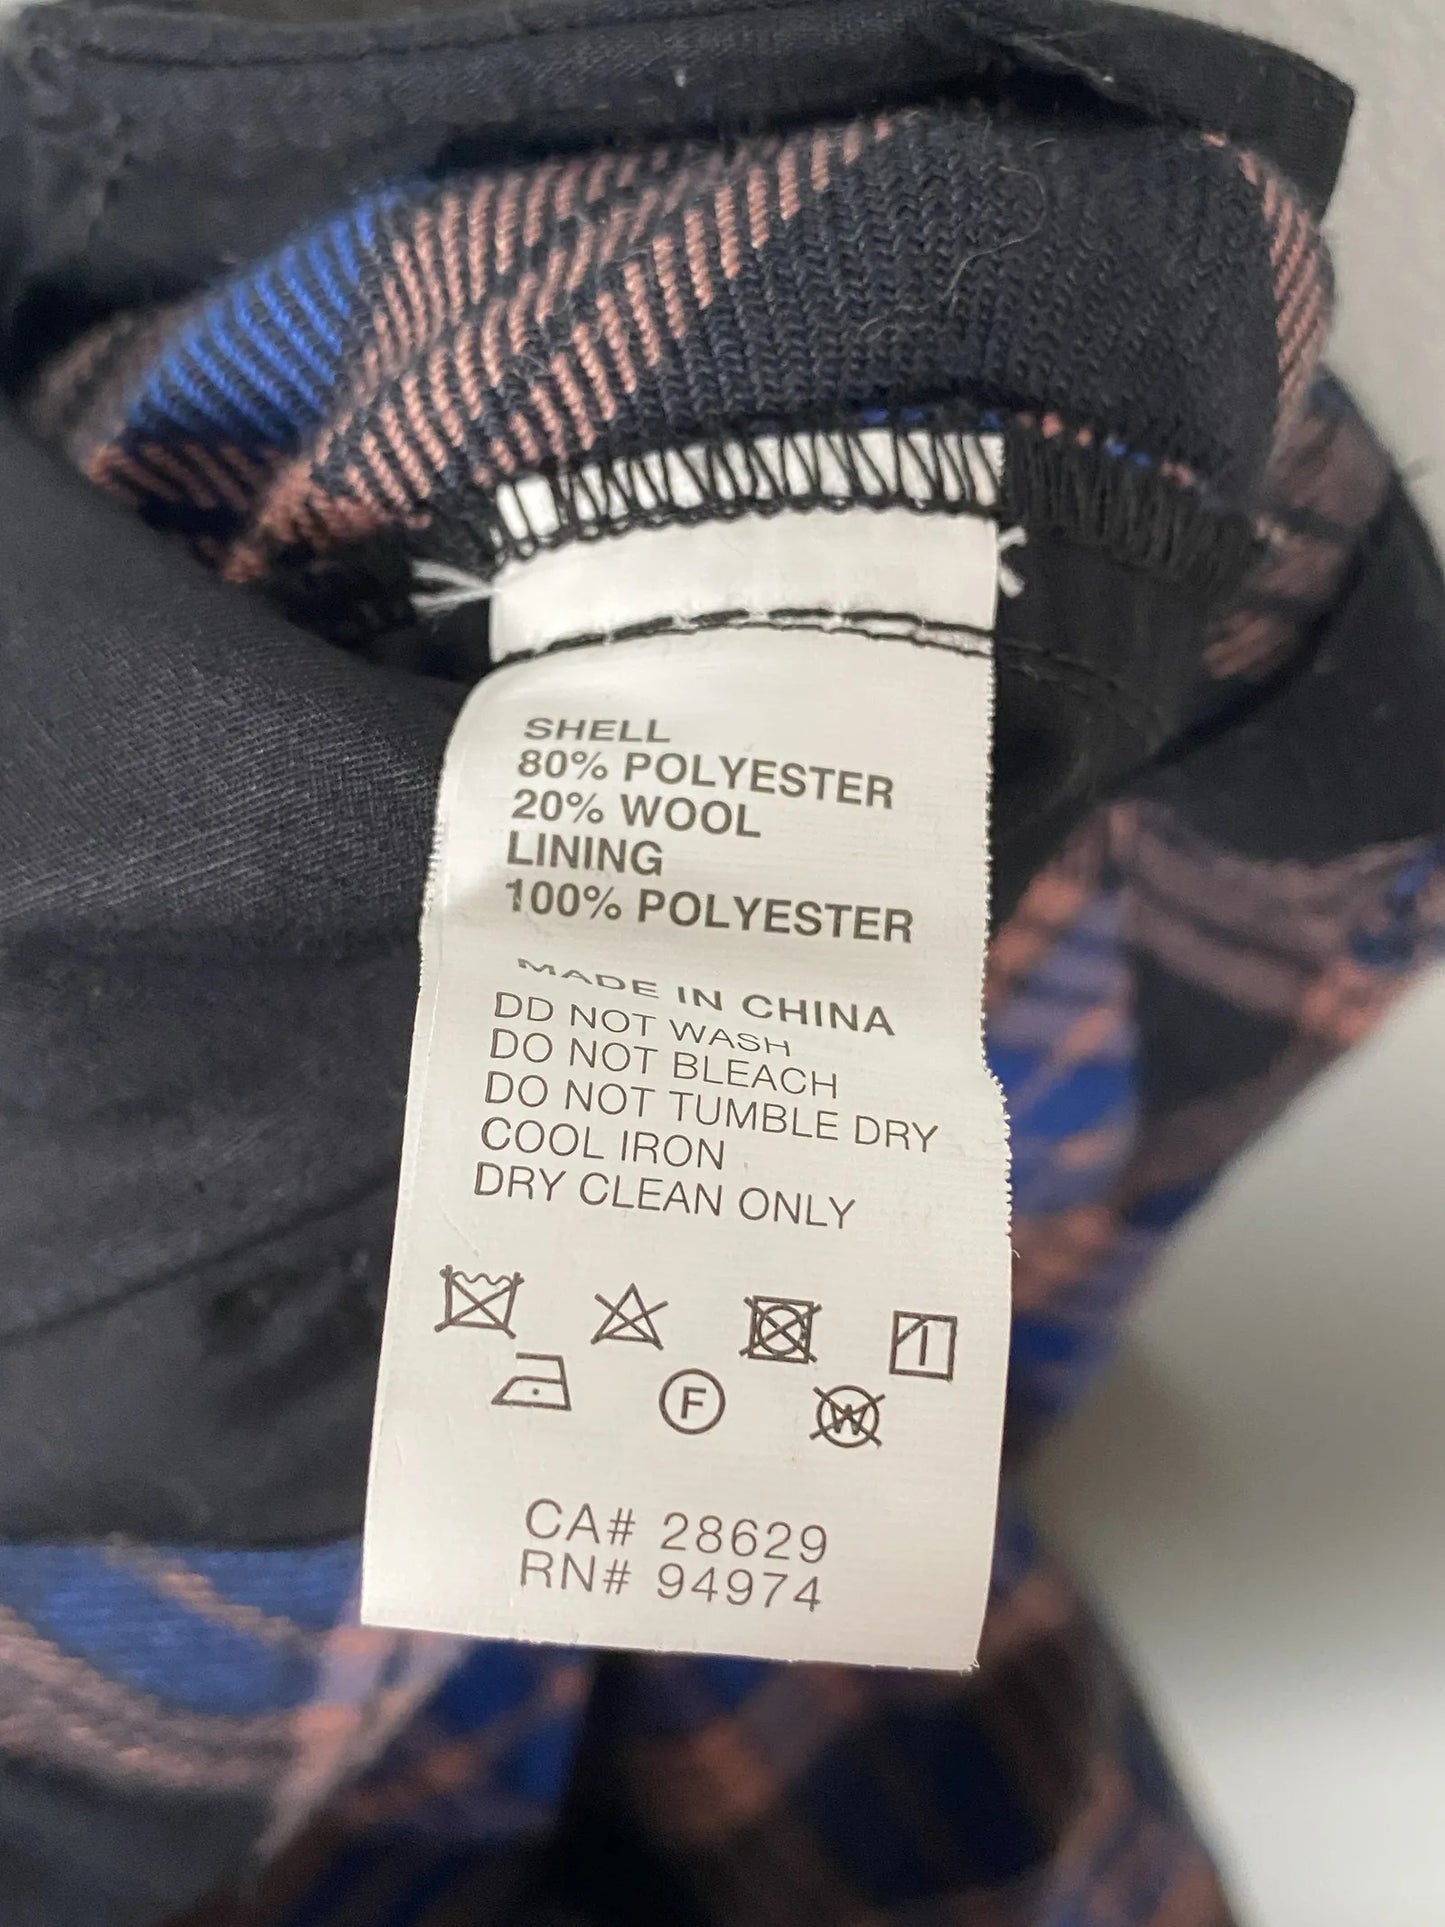 SHELL
80% POLYESTER
20% WOOL
LINING
100% POLYESTER
MADE IN CHINA
DD NOT WASH
DO NOT BLEACH
DO NOT TUMBLE DRY
COOL IRON
DRY CLEAN ONLY
F W
CA# 28629
RN# 94974